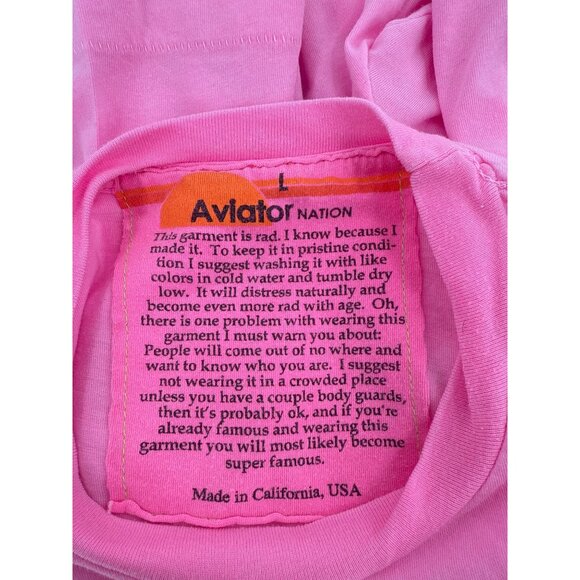 L
Aviator NATION
This garment is rad. I know because I
made it. To keep it in pristine condi-
tion I suggest washing it with like
colors in cold water and tumble dry
low. It will distress naturally and
become even more rad with age. Oh,
there is one problem with wearing this
garment I must warn you about:
People will come out of no where and
want to know who you are. I suggest
not wearing it in a crowded place
unless you have a couple body guards,
then it's probably ok, and if you're
already famous and wearing this
garment you will most likely become
super famous.
Made in California, USA